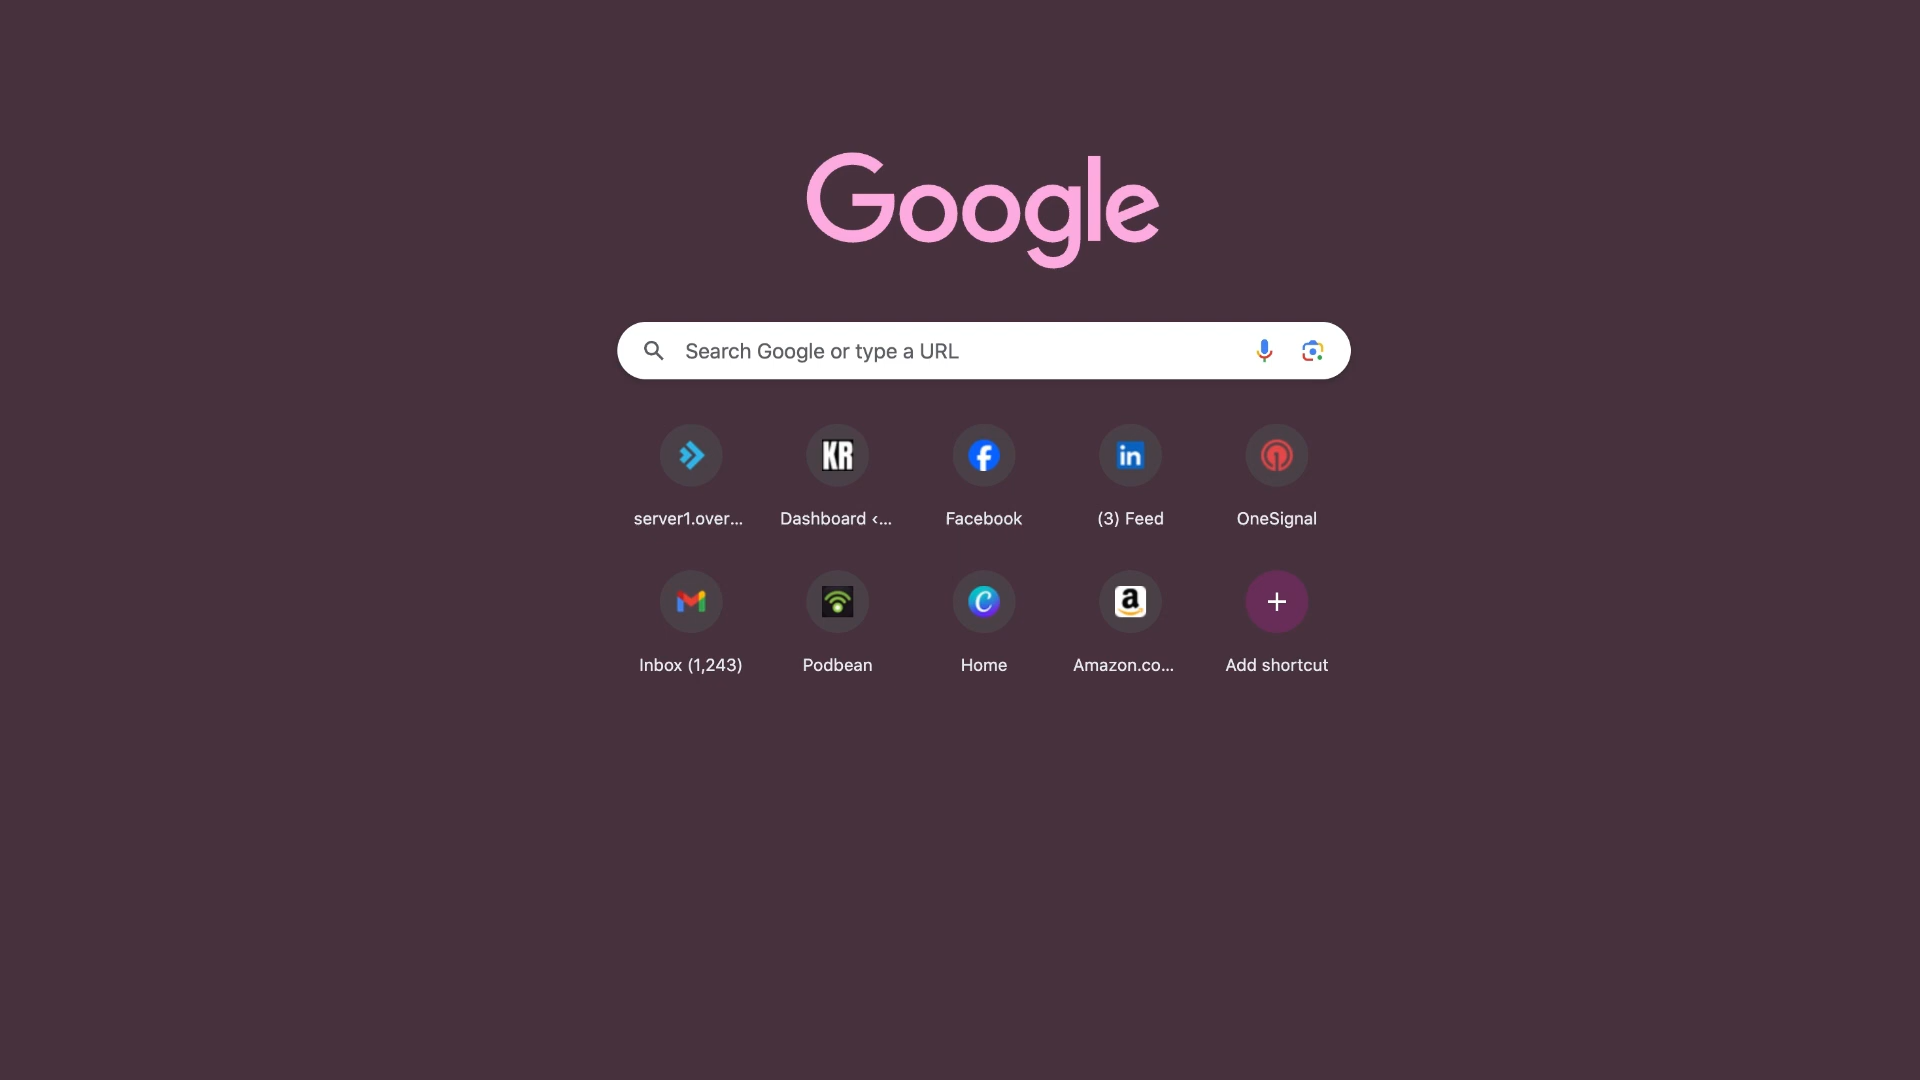 Google
Search Google or type a URL
server1.over...
Dashboard ‹...
Facebook
(3) Feed
OneSignal
Inbox (1,243)
Podbean
Home
Amazon.co...
Add shortcut